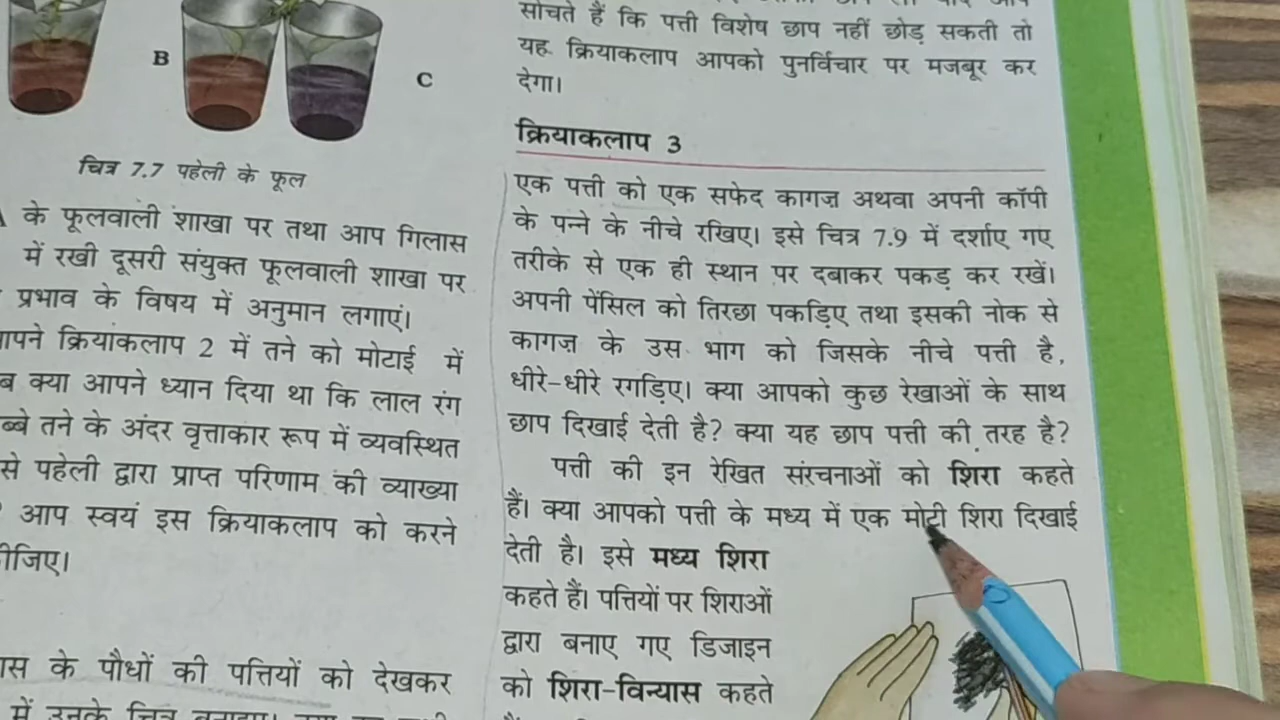 B
C
चित्र 7.7 पहेली के फूल
के फूलवाली शाखा पर तथा आप गिलास
में रखी दूसरी संयुक्त फूलवाली शाखा पर
प्रभाव के विषय में अनुमान लगाएं।
क्रियाकलाप 2 में तने को मोटाई में
क्या आपने ध्यान दिया था कि लाल रंग
तने के अंदर वृत्ताकार रूप में व्यवस्थित
से पहेली द्वारा प्राप्त परिणाम की व्याख्या
आप स्वयं इस क्रियाकलाप को करने
के पौधों की पत्तियों को देखकर
में उनके चित्र
सोचते हैं कि पत्ती विशेष छाप नहीं छोड़ सकती तो
यह क्रियाकलाप आपको पुनर्विचार पर मजबूर कर
देगा।
क्रियाकलाप 3
एक पत्ती को एक सफेद कागज़ अथवा अपनी कॉपी
के पन्ने के नीचे रखिए। इसे चित्र 7.9 में दर्शाए गए
तरीके से एक ही स्थान पर दबाकर पकड़ कर रखें।
अपनी पेंसिल को तिरछा पकड़िए तथा इसकी नोक से
कागज़ के उस भाग को जिसके नीचे पत्ती है,
धीरे-धीरे रगड़िए। क्या आपको कुछ रेखाओं के साथ
छाप दिखाई देती है? क्या यह छाप पत्ती की तरह है?
पत्ती की इन रेखित संरचनाओं को शिरा कहते
हैं। क्या आपको पत्ती के मध्य में एक मोटी शिरा दिखाई
देती है। इसे मध्य शिरा
कहते हैं। पत्तियों पर शिराओं
द्वारा बनाए गए डिजाइन
को शिरा-विन्यास कहते